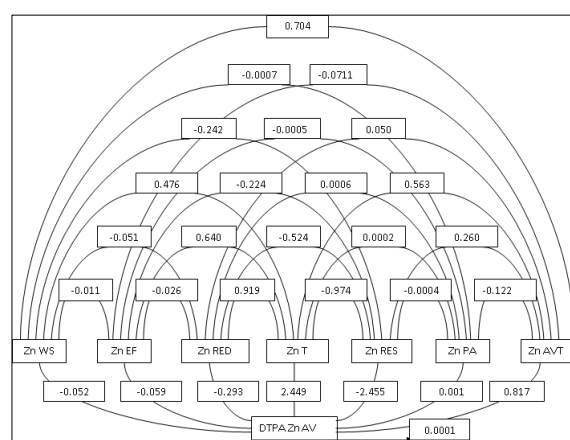 0.704
-0.0007 -0.0711
-0.242 -0.0005 0.050
0.476 -0.224 0.0006 0.563
-0.051 0.640 -0.524 0.0002 0.260
-0.011 -0.026 0.919 -0.974 -0.0004 -0.122
Zn WS Zn EF Zn RED Zn T Zn RES Zn PA Zn AVT
-0.052 -0.059 -0.293 2.449 -2.455 0.001 0.817
DTPA Zn AV
0.0001